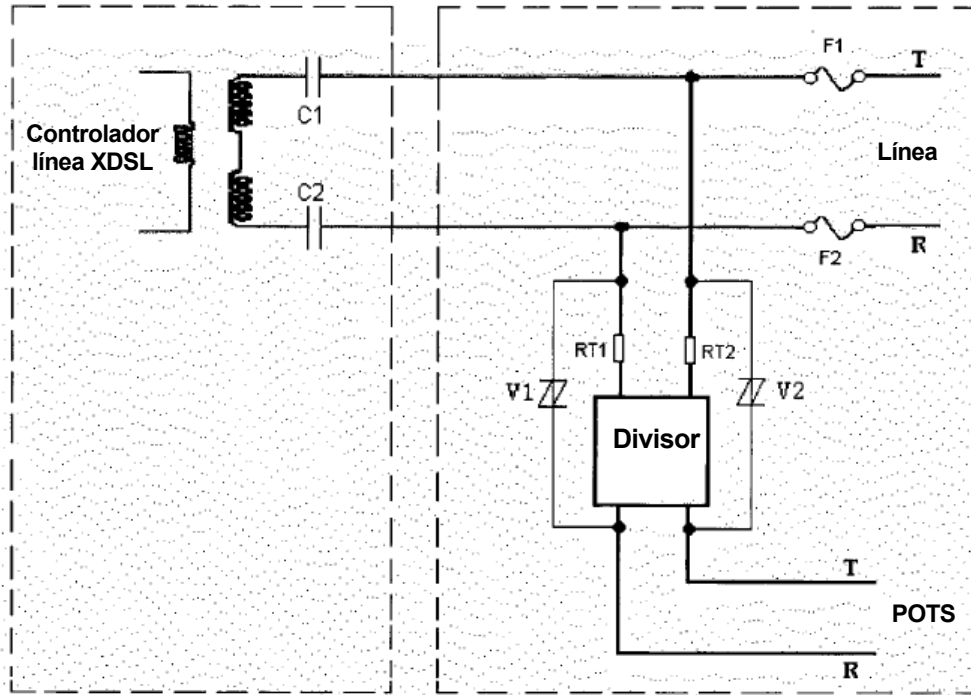 F1
T
C1
Controlador
línea XDSL
Línea
C2
F2
R
RT1
RT2
V1
V2
Divisor
T
POTS
R